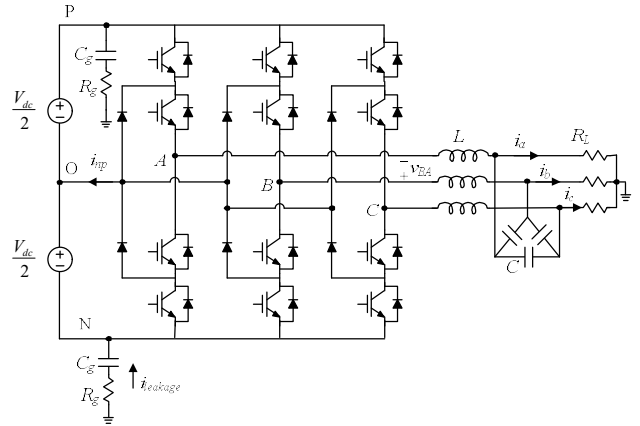 P
C_g
R_g
V_dc/2
O
i_np
A
B
C
L
− v_BA +
i_a
i_b
i_c
R_L
C
V_dc/2
N
C_g
R_g
i_leakage